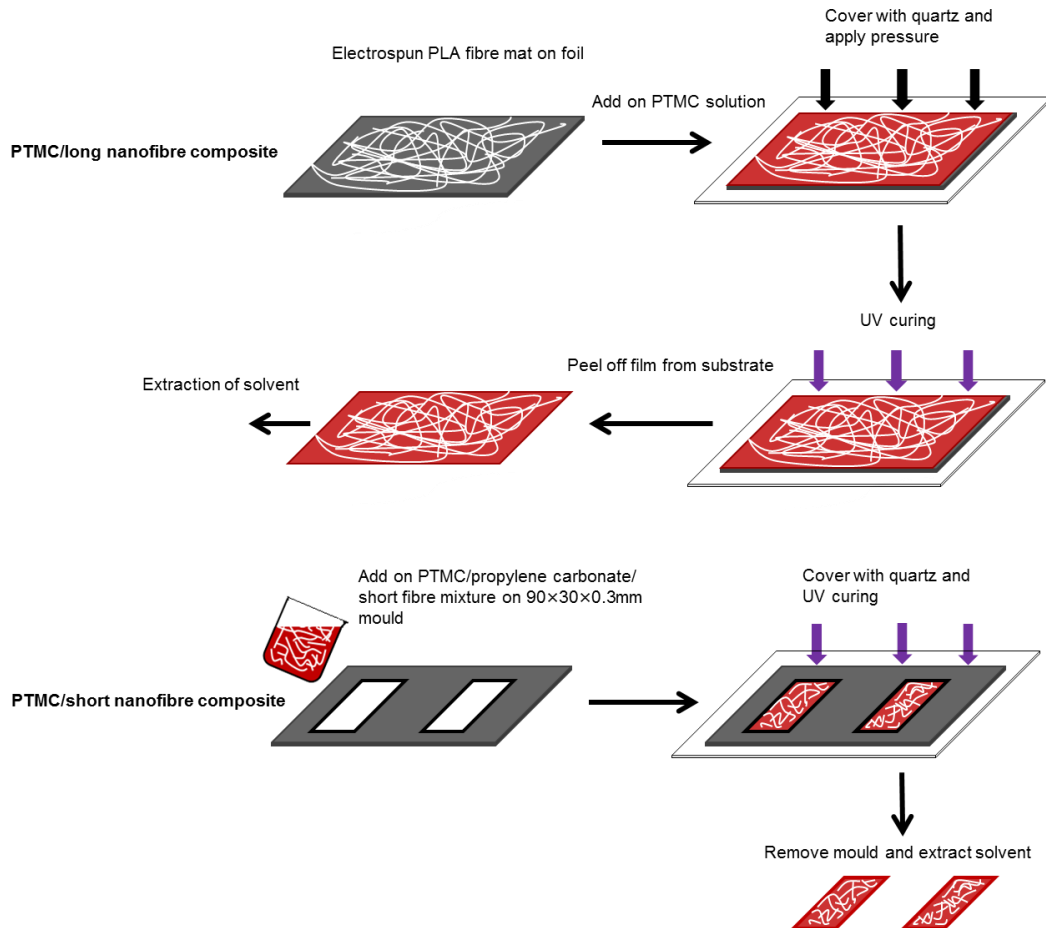 Electrospun PLA fibre mat on foil
Cover with quartz and
apply pressure
Add on PTMC solution
PTMC/long nanofibre composite
UV curing
Peel off film from substrate
Extraction of solvent
Add on PTMC/propylene carbonate/
short fibre mixture on 90×30×0.3mm
mould
Cover with quartz and
UV curing
PTMC/short nanofibre composite
Remove mould and extract solvent